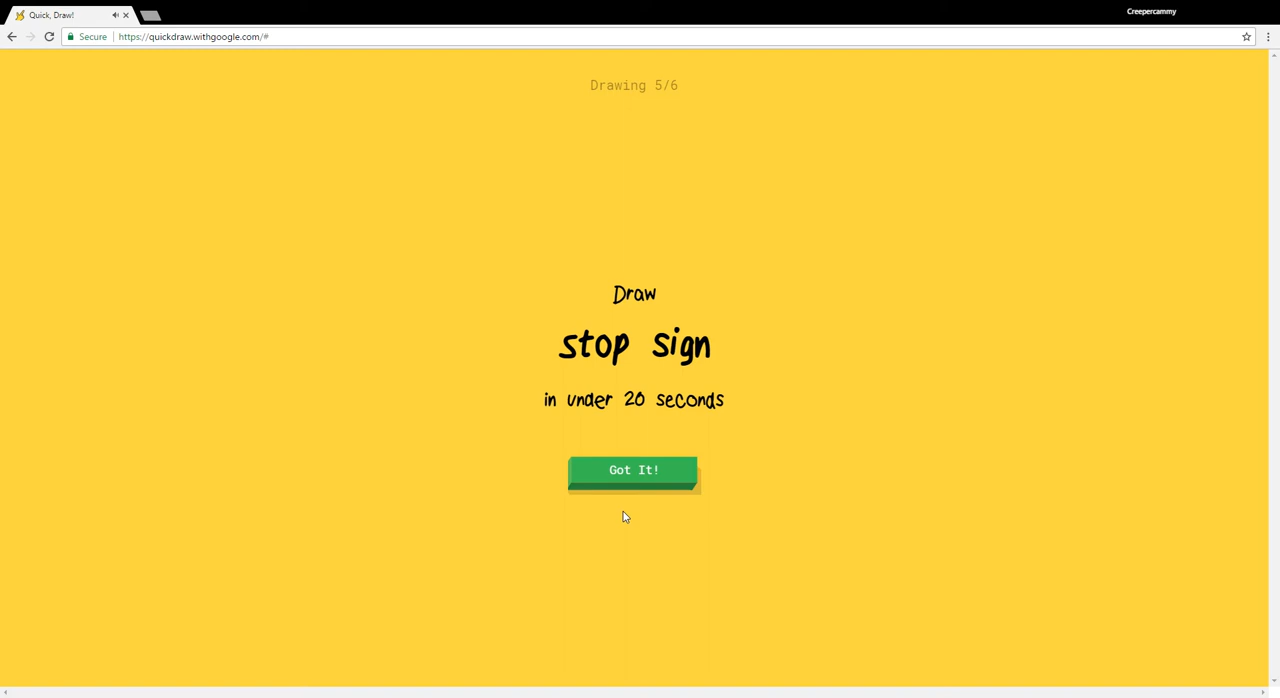 Quick, Draw!
Creepercammy
Secure https://quickdraw.withgoogle.com/#
Drawing 5/6
Draw
stop sign
in under 20 seconds
Got It!